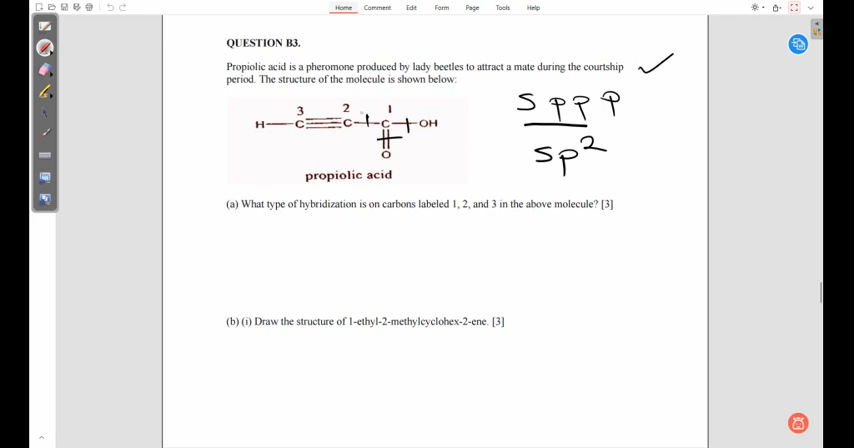 Home Comment Edit Form Page Tools Help
QUESTION B3.
Propiolic acid is a pheromone produced by lady beetles to attract a mate during the courtship
period. The structure of the molecule is shown below:
s p p p
sp2
3 2 1
H C C C OH
O
propiolic acid
(a) What type of hybridization is on carbons labeled 1, 2, and 3 in the above molecule? [3]
(b) (i) Draw the structure of 1-ethyl-2-methylcyclohex-2-ene. [3]